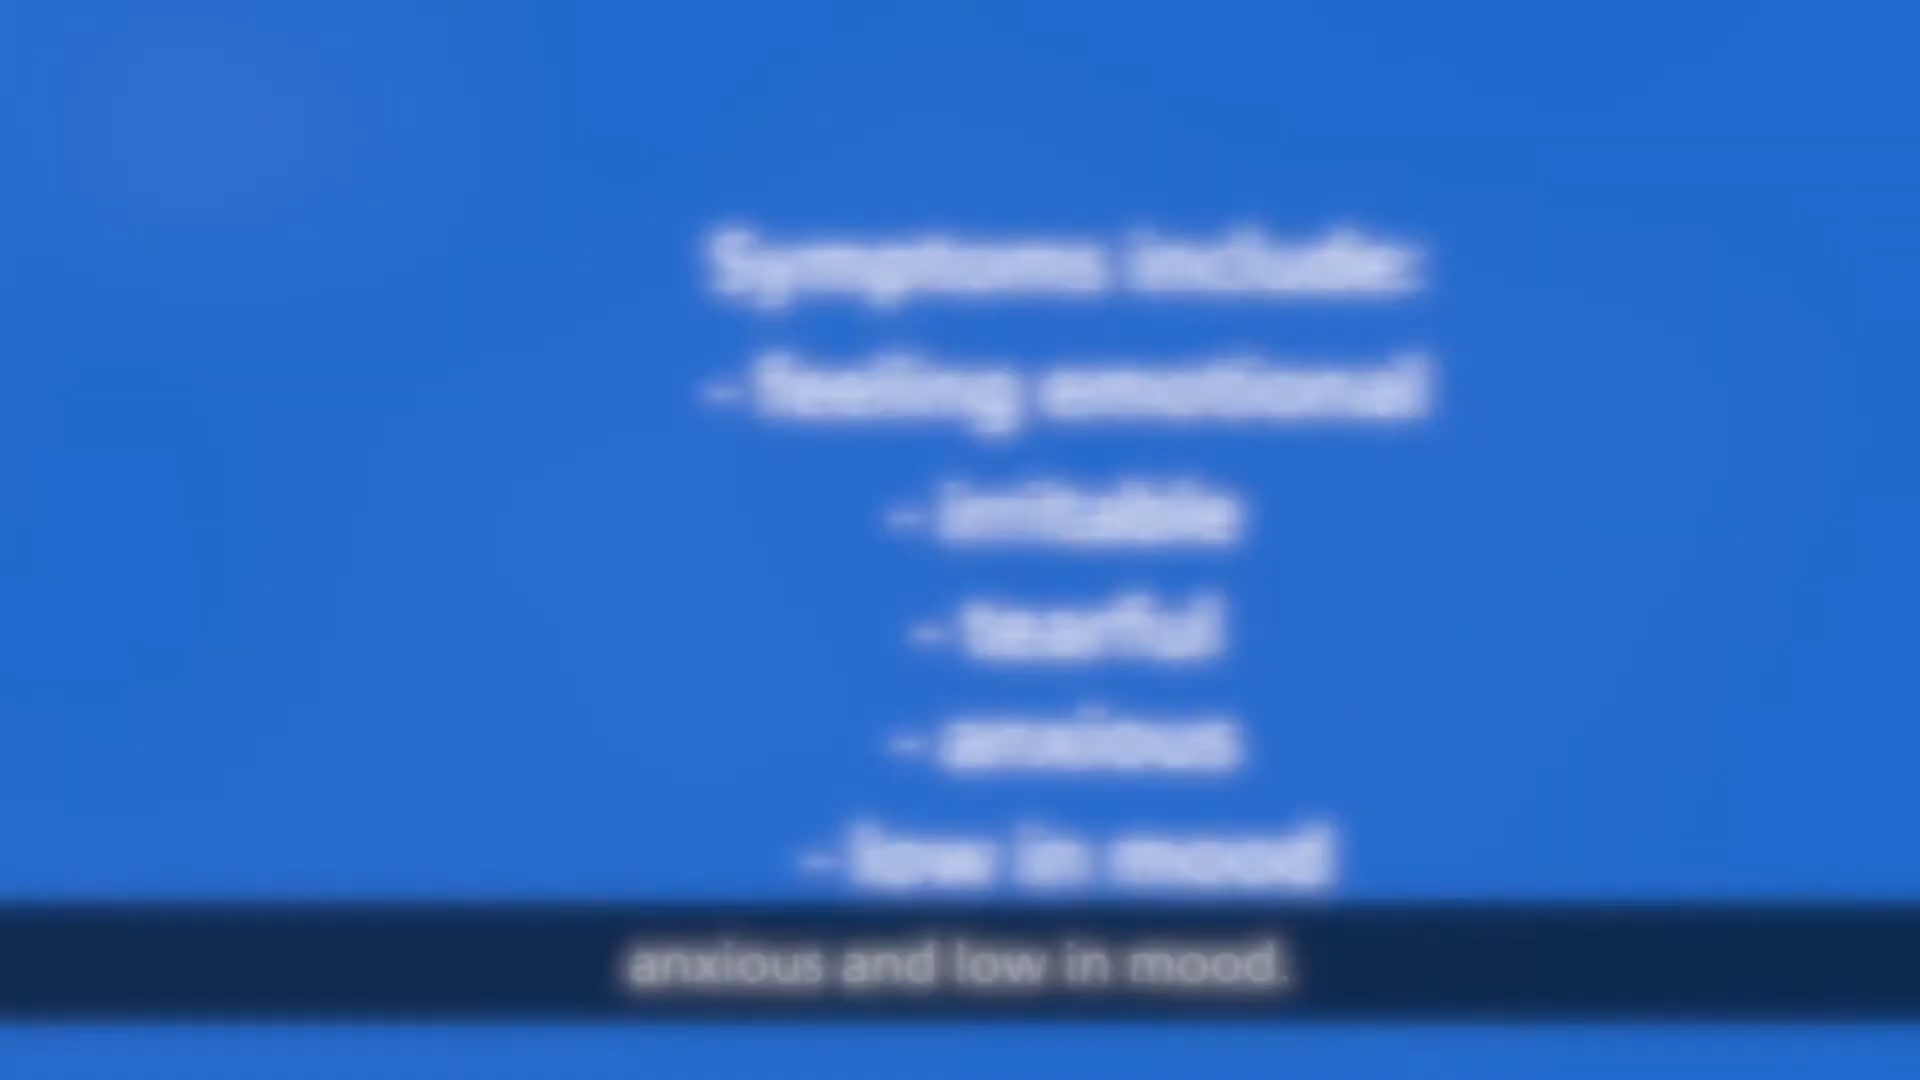 Symptoms include:
- feeling emotional
- irritable
- tearful
- anxious
- low in mood
anxious and low in mood.